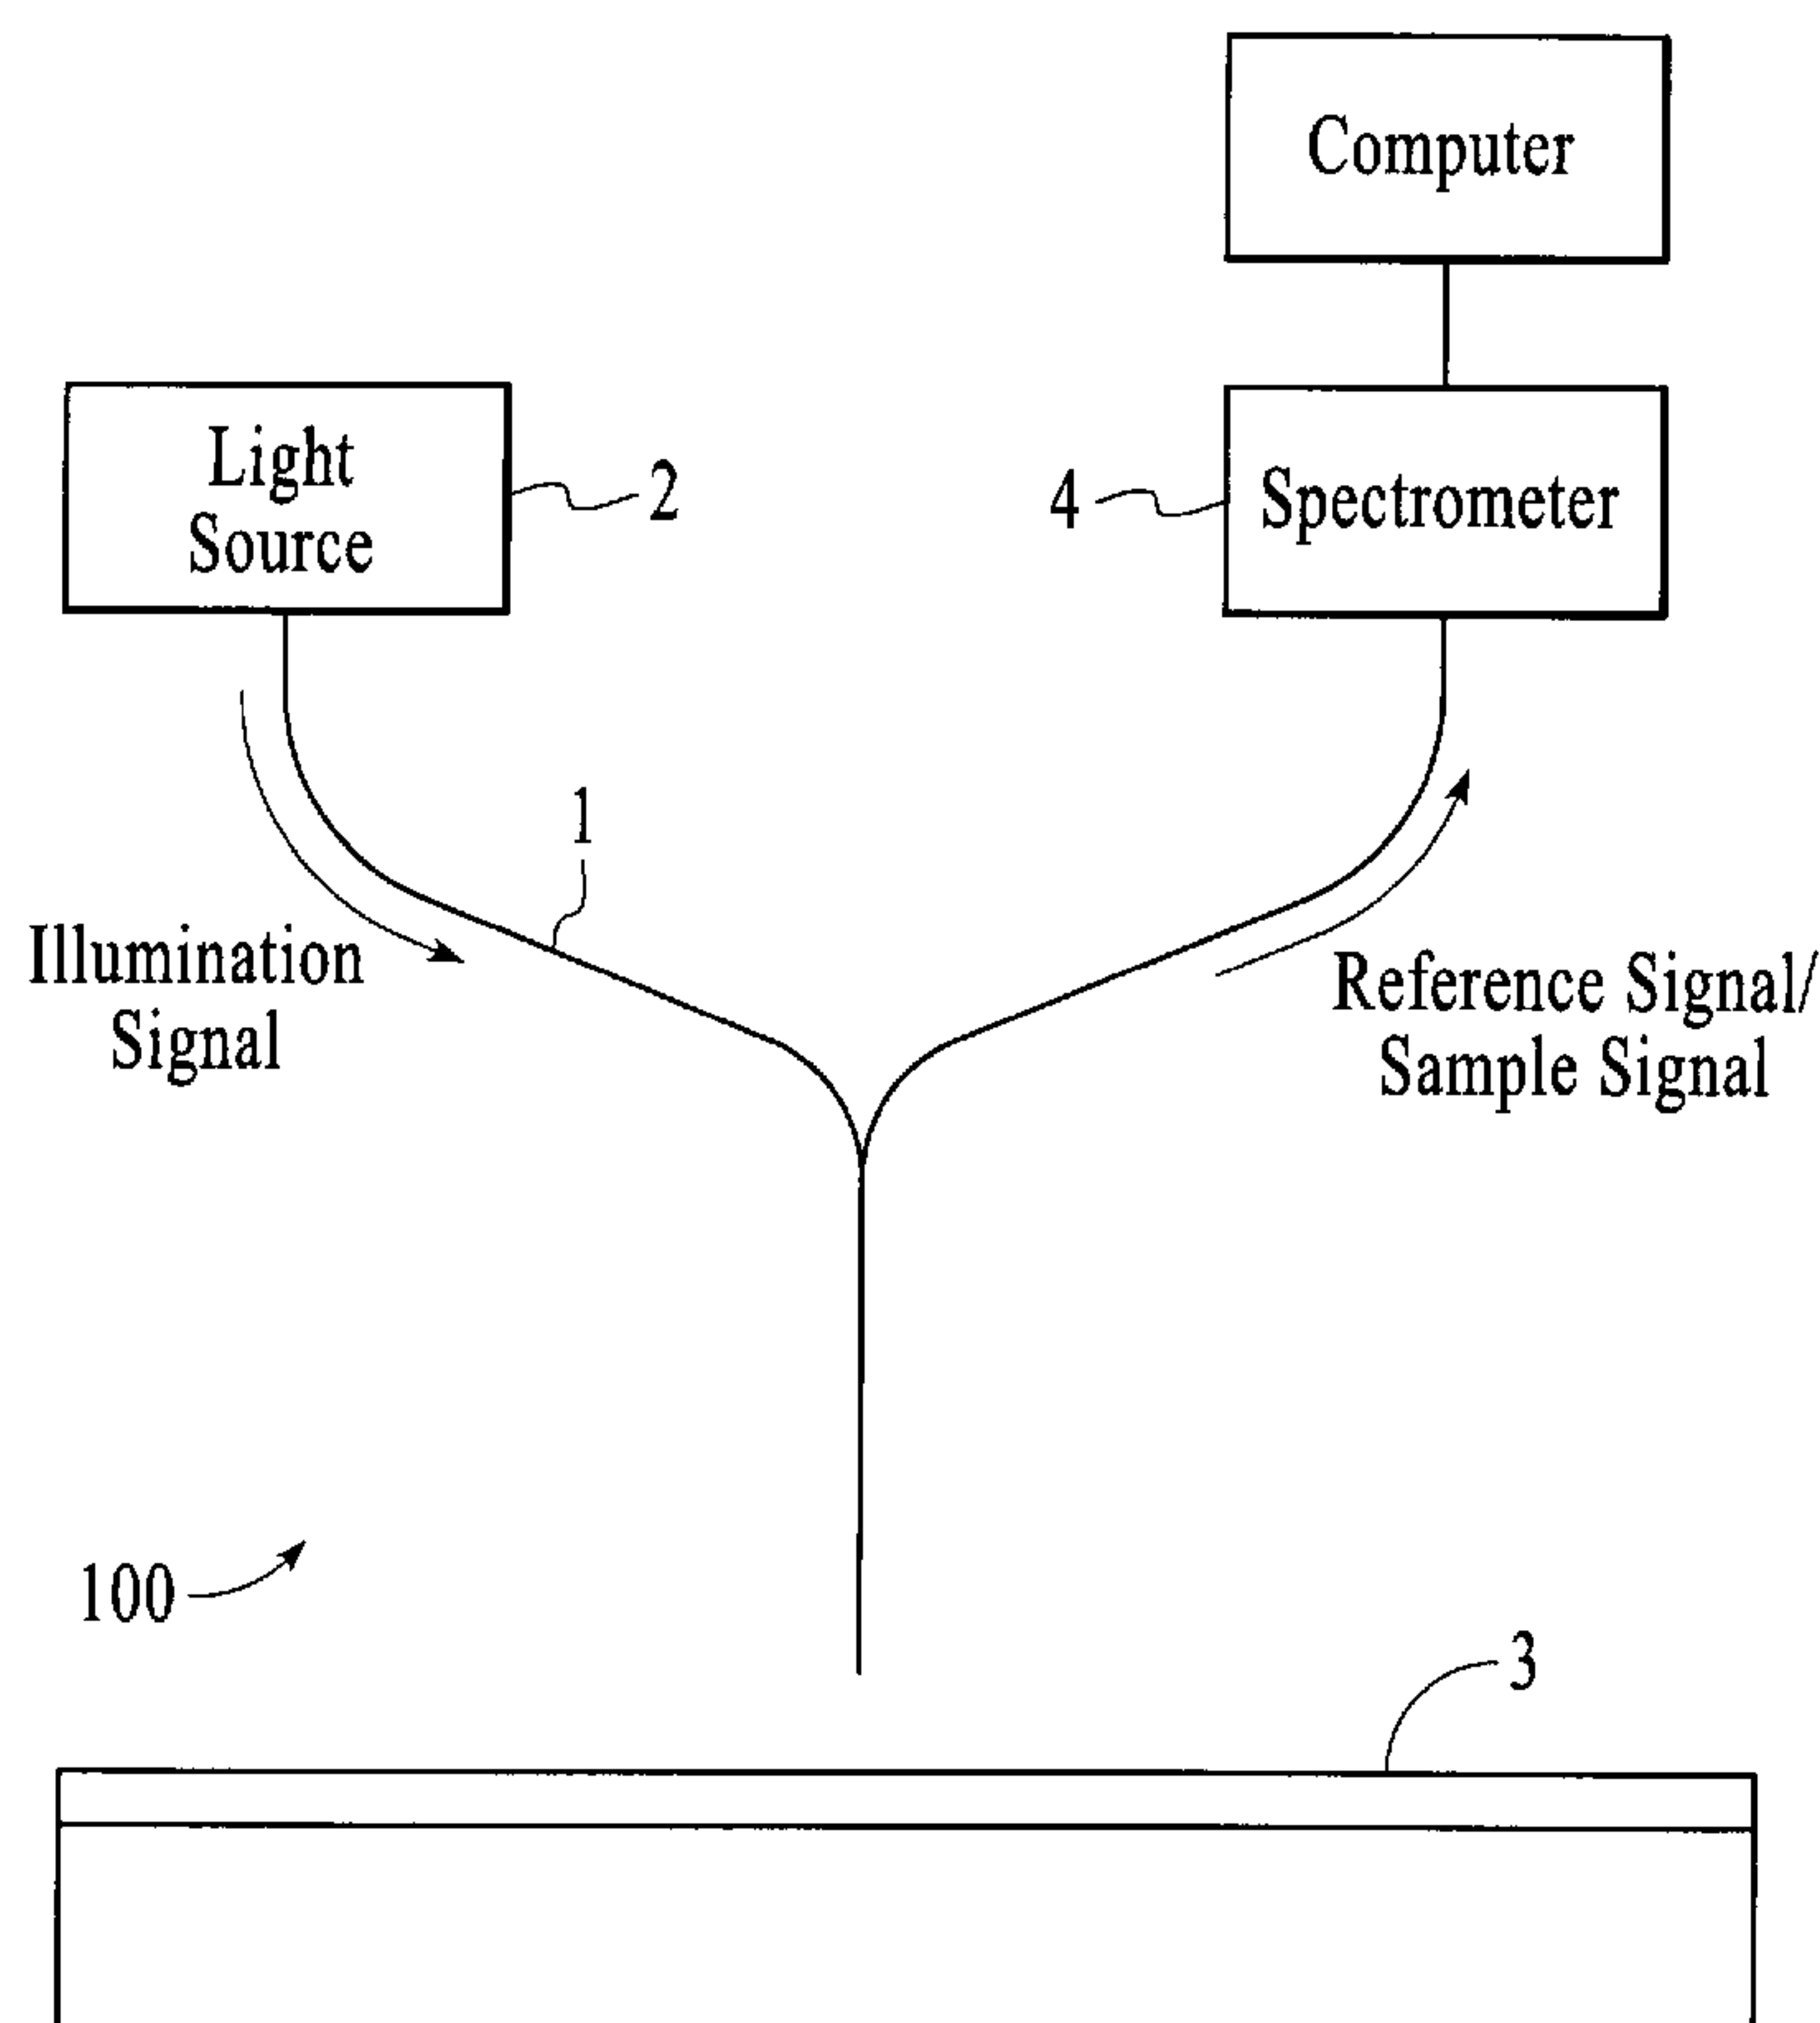 Computer
Light
Source
2
4
Spectrometer
1
Illumination
Signal
Reference Signal/
Sample Signal
100
3